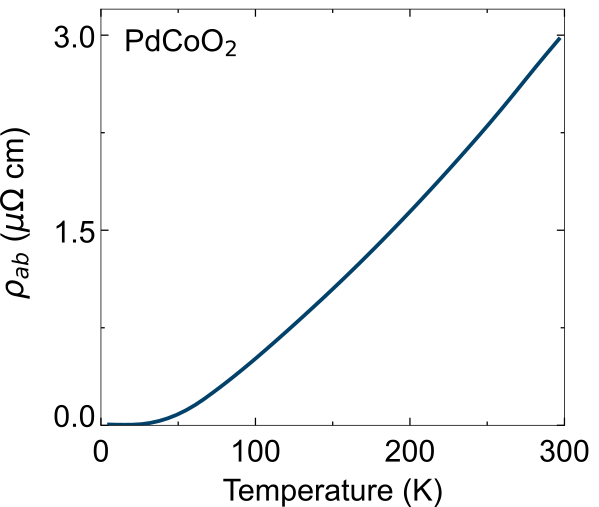 3.0
PdCoO₂
1.5
ρab (μΩ cm)
0.0
0 100 200 300
Temperature (K)